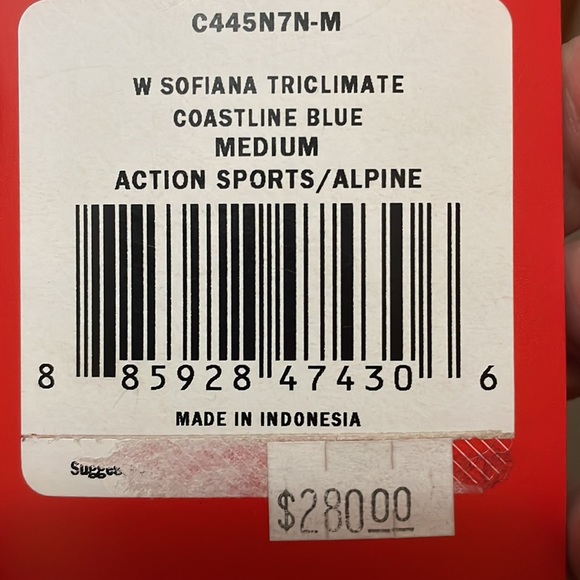 C445N7N-M
W SOFIANA TRICLIMATE
COASTLINE BLUE
MEDIUM
ACTION SPORTS/ALPINE
8 85928 47430 6
MADE IN INDONESIA
$280.00